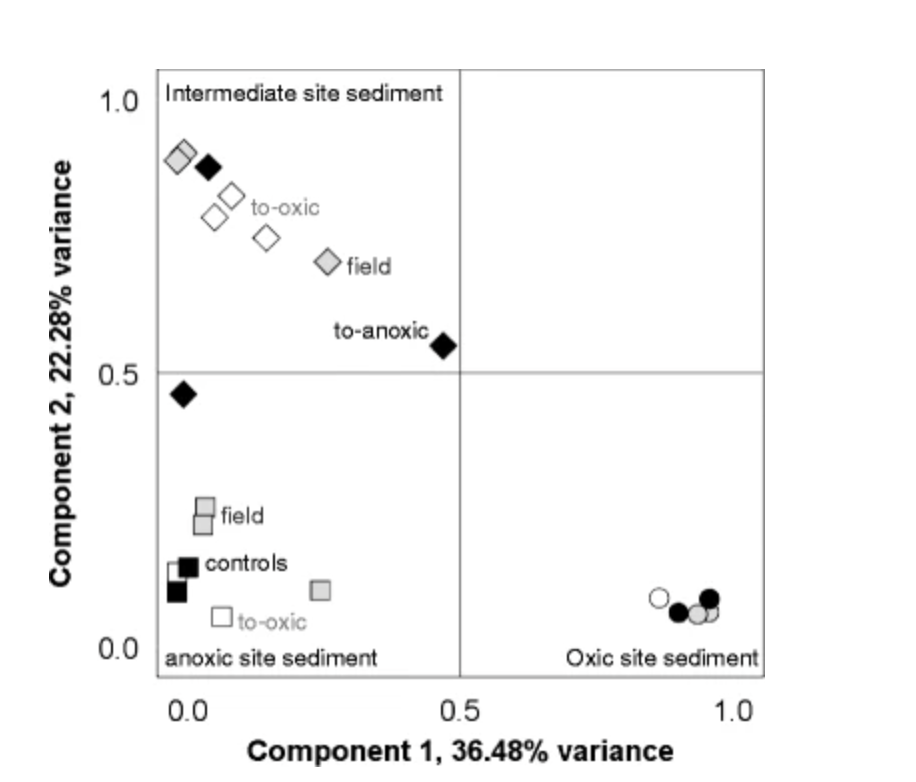 Intermediate site sediment
1.0
to-oxic
field
to-anoxic
0.5
field
controls
to-oxic
0.0
anoxic site sediment
Oxic site sediment
0.0 0.5 1.0
Component 1, 36.48% variance
Component 2, 22.28% variance